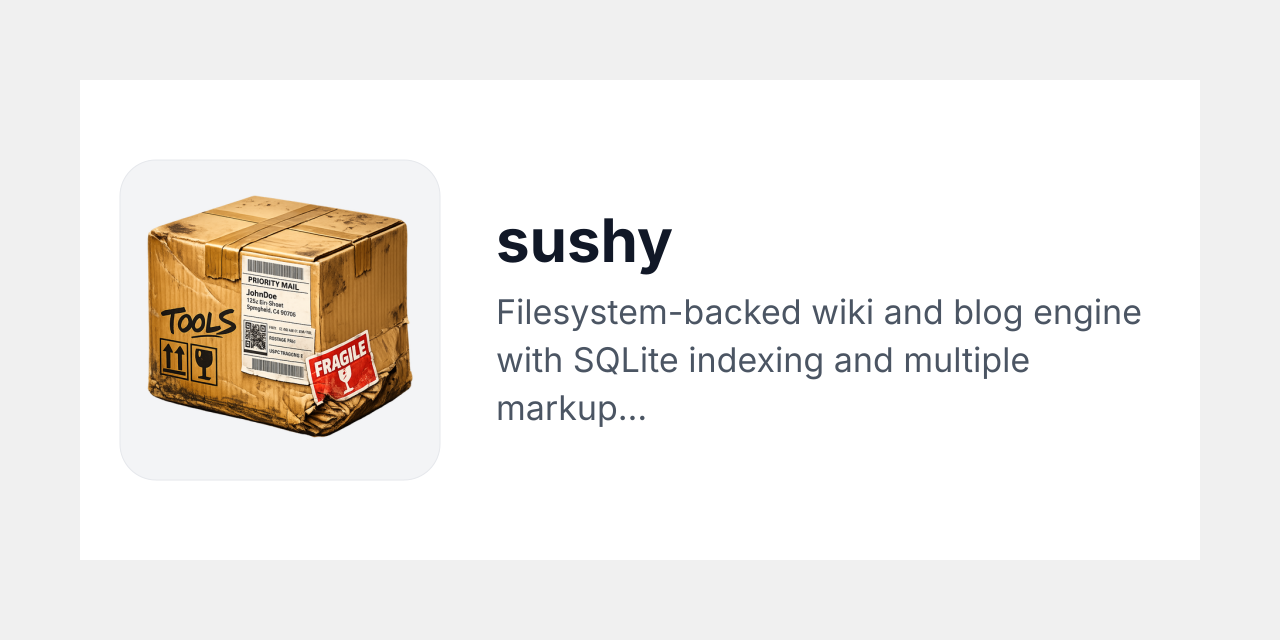 sushy
Filesystem-backed wiki and blog engine
with SQLite indexing and multiple
markup...
TOOLS
PRIORITY MAIL
JohnDoe
FRAGILE